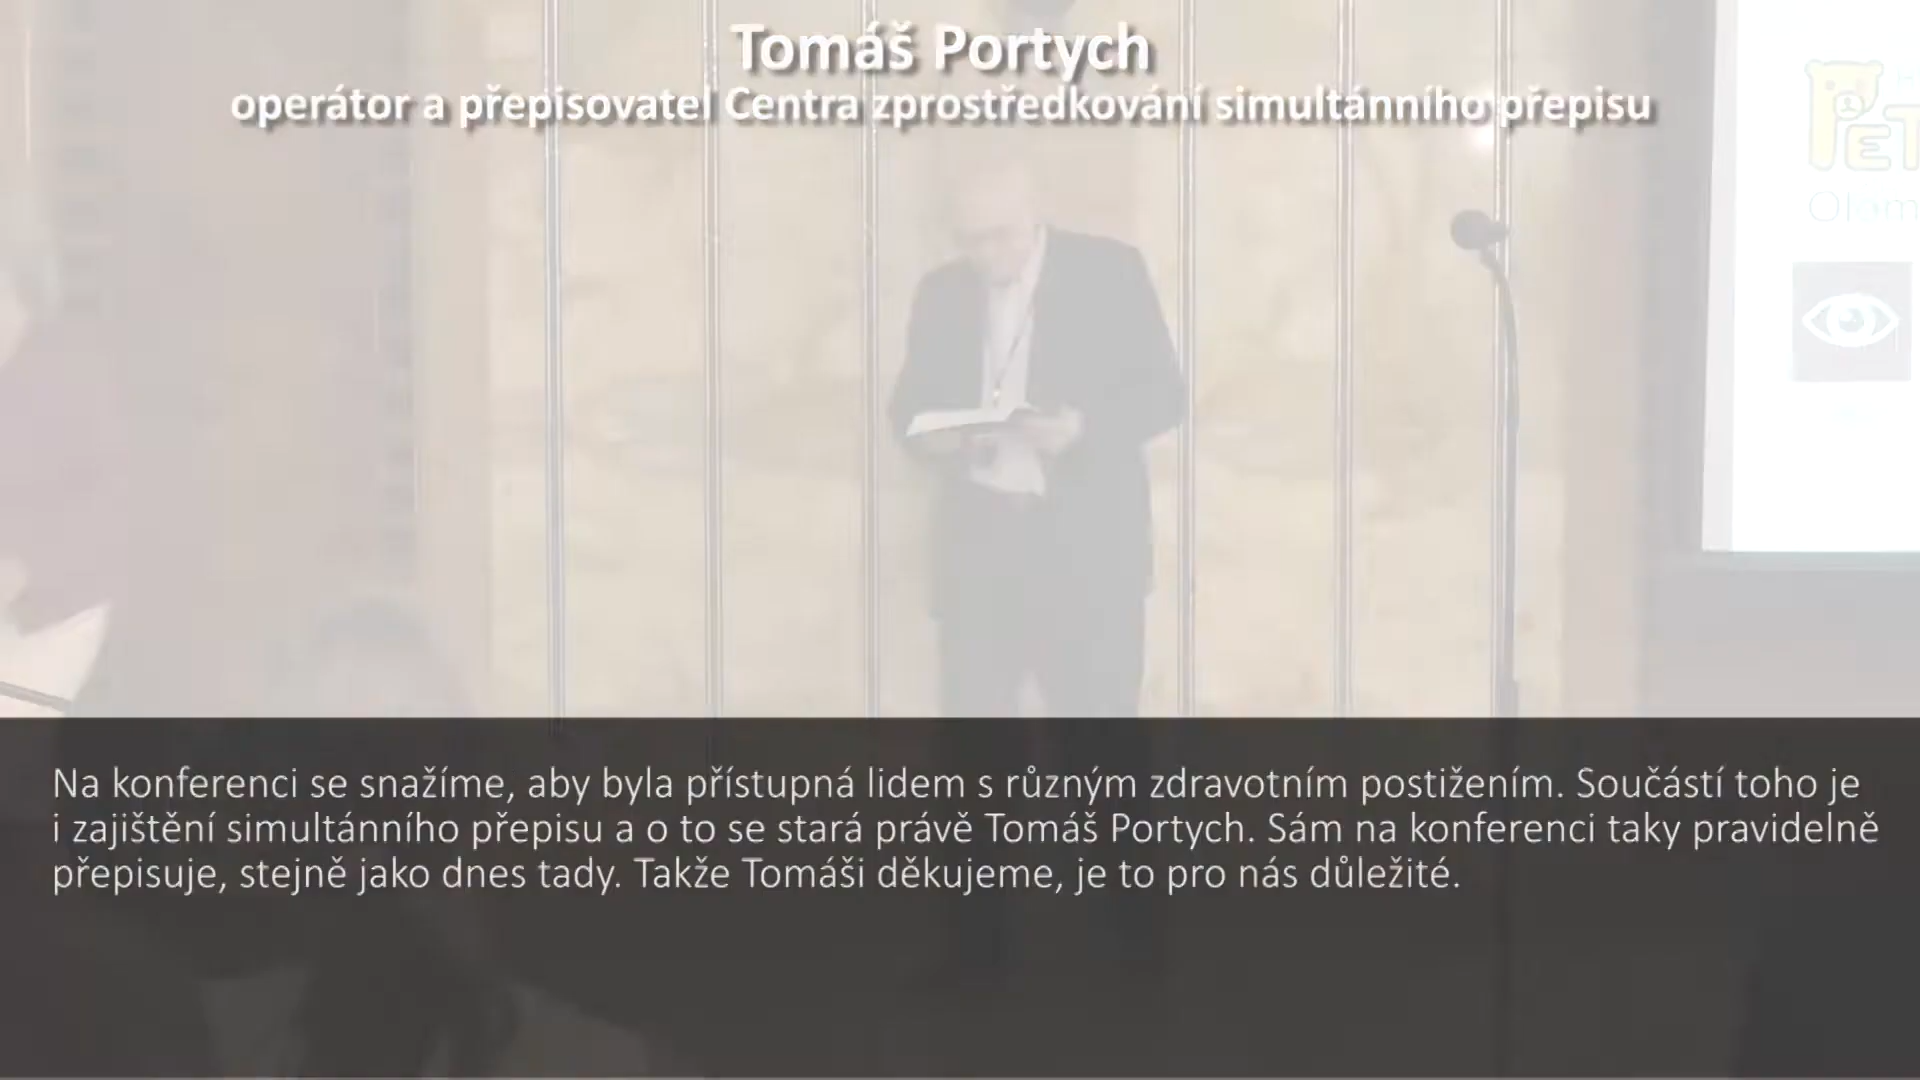 Tomáš Portych
operátor a přepisovatel Centra zprostředkování simultánního přepisu
PET
Olom
Na konferenci se snažíme, aby byla přístupná lidem s různým zdravotním postižením. Součástí toho je
i zajištění simultánního přepisu a o to se stará právě Tomáš Portych. Sám na konferenci taky pravidelně
přepisuje, stejně jako dnes tady. Takže Tomáši děkujeme, je to pro nás důležité.